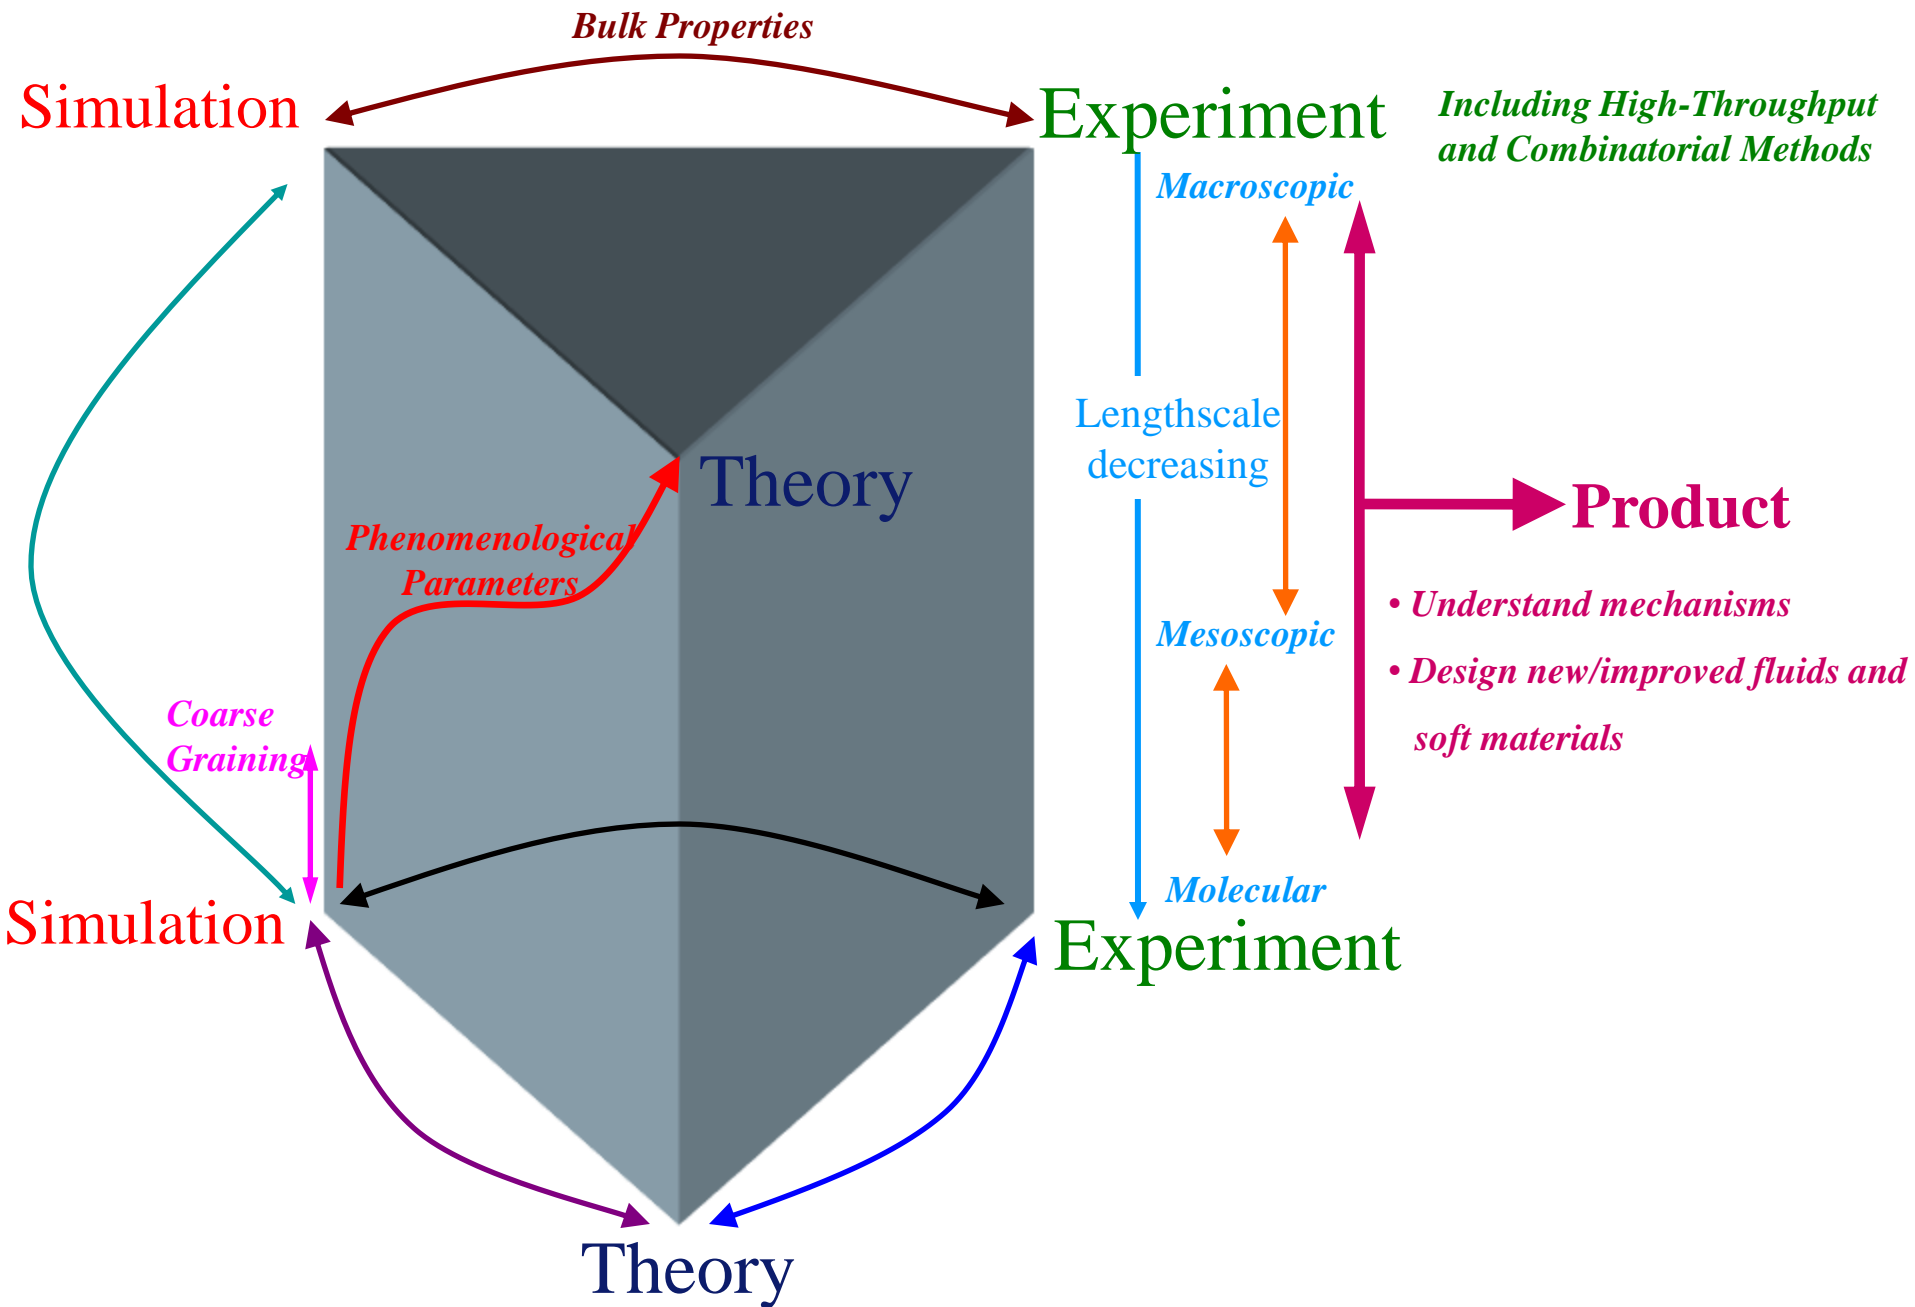 Bulk Properties
Simulation
Experiment
Including High-Throughput
and Combinatorial Methods
Macroscopic
Lengthscale
decreasing
Theory
Product
Phenomenological
Parameters
• Understand mechanisms
Mesoscopic
• Design new/improved fluids and
soft materials
Coarse
Graining
Molecular
Simulation
Experiment
Theory